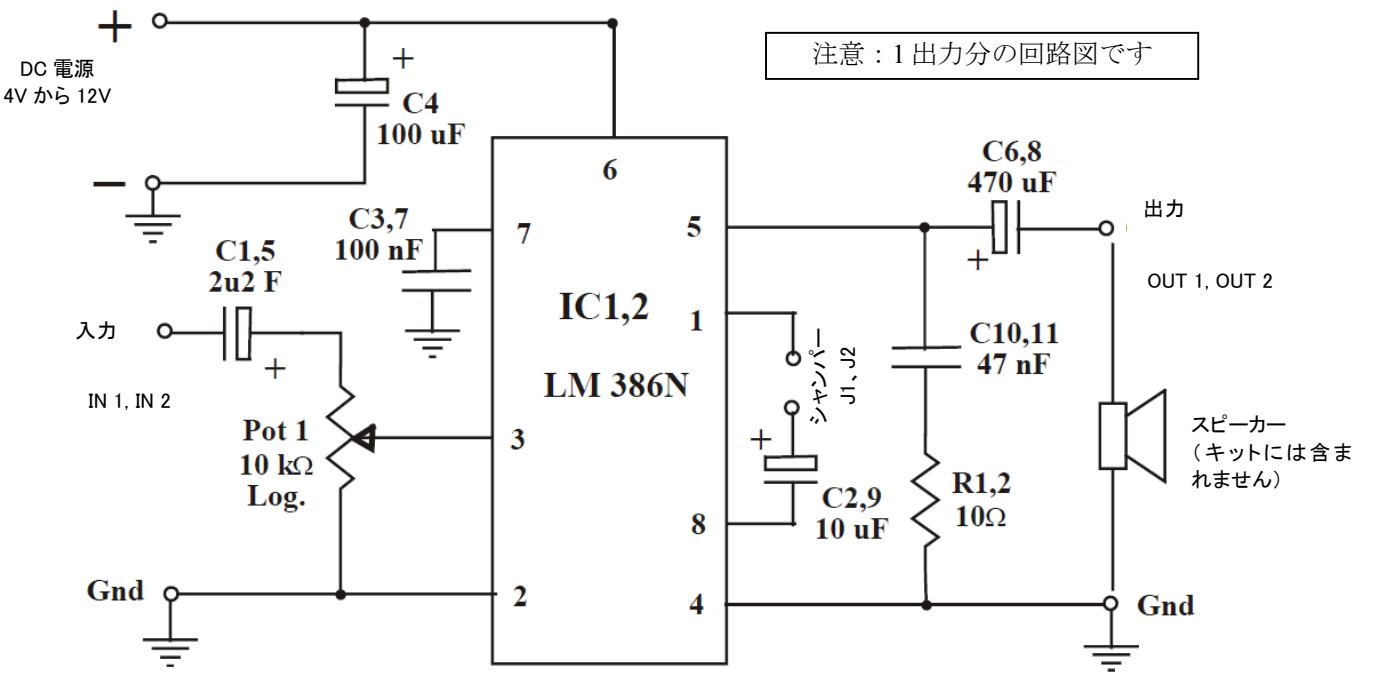 +
DC 電源
4V から 12V
−
+
C4
100 uF
注意：1 出力分の回路図です
C3,7
100 nF
C1,5
2u2 F
入力
+
IN 1, IN 2
Pot 1
10 kΩ
Log.
Gnd
6
7
5
IC1,2
1
LM 386N
3
8
2
4
シャンパー
J1、J2
+
C2,9
10 uF
C6,8
470 uF
+
出力
OUT 1, OUT 2
C10,11
47 nF
R1,2
10Ω
スピーカー
（キットには含ま
れません）
Gnd